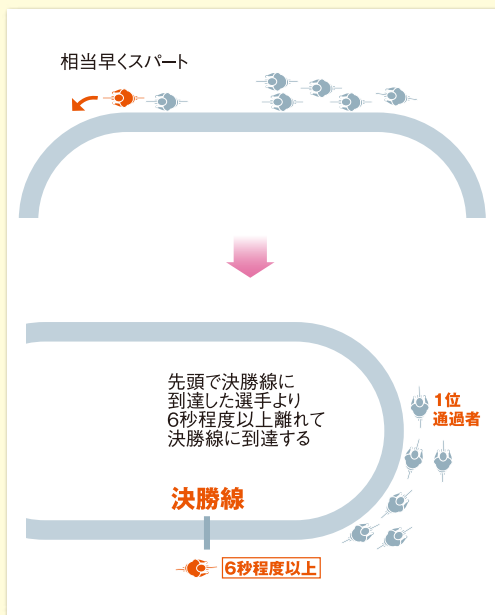 相当早くスパート
先頭で決勝線に
到達した選手より
6秒程度以上離れて
決勝線に到達する
1位
通過者
決勝線
6秒程度以上